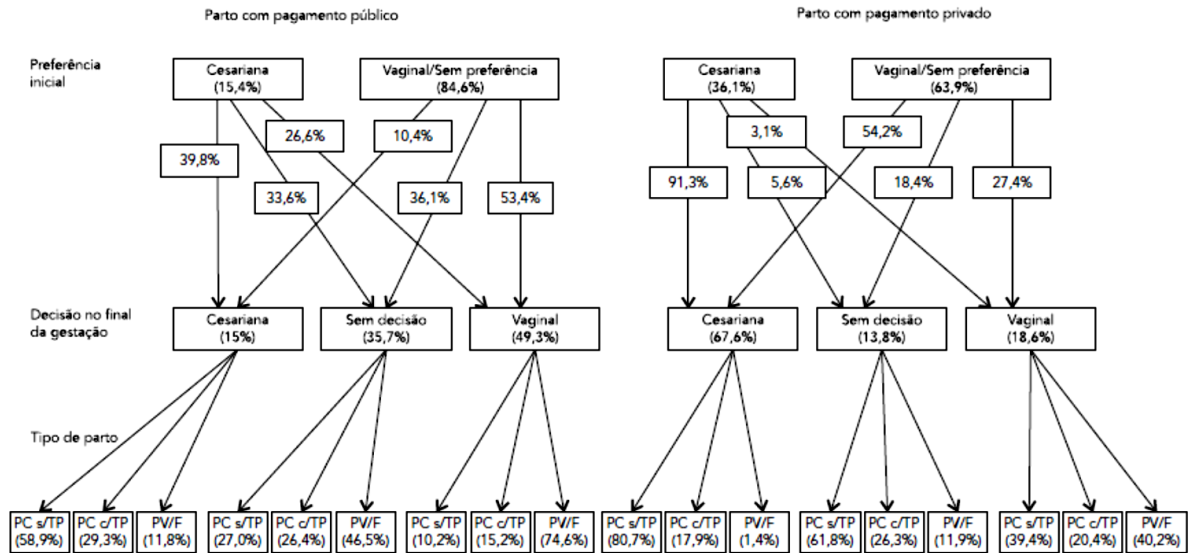 Parto com pagamento público
Parto com pagamento privado
Preferência
inicial
Cesariana
(15,4%)
Vaginal/Sem preferência
(84,6%)
Cesariana
(36,1%)
Vaginal/Sem preferência
(63,9%)
26,6%
10,4%
3,1%
54,2%
39,8%
33,6%
36,1%
53,4%
91,3%
5,6%
18,4%
27,4%
Decisão no final
da gestação
Cesariana
(15%)
Sem decisão
(35,7%)
Vaginal
(49,3%)
Cesariana
(67,6%)
Sem decisão
(13,8%)
Vaginal
(18,6%)
Tipo de parto
PC s/TP
(58,9%)
PC c/TP
(29,3%)
PV/F
(11,8%)
PC s/TP
(27,0%)
PC c/TP
(26,4%)
PV/F
(46,5%)
PC s/TP
(10,2%)
PC c/TP
(15,2%)
PV/F
(74,6%)
PC s/TP
(80,7%)
PC c/TP
(17,9%)
PV/F
(1,4%)
PC s/TP
(61,8%)
PC c/TP
(26,3%)
PV/F
(11,9%)
PC s/TP
(39,4%)
PC c/TP
(20,4%)
PV/F
(40,2%)